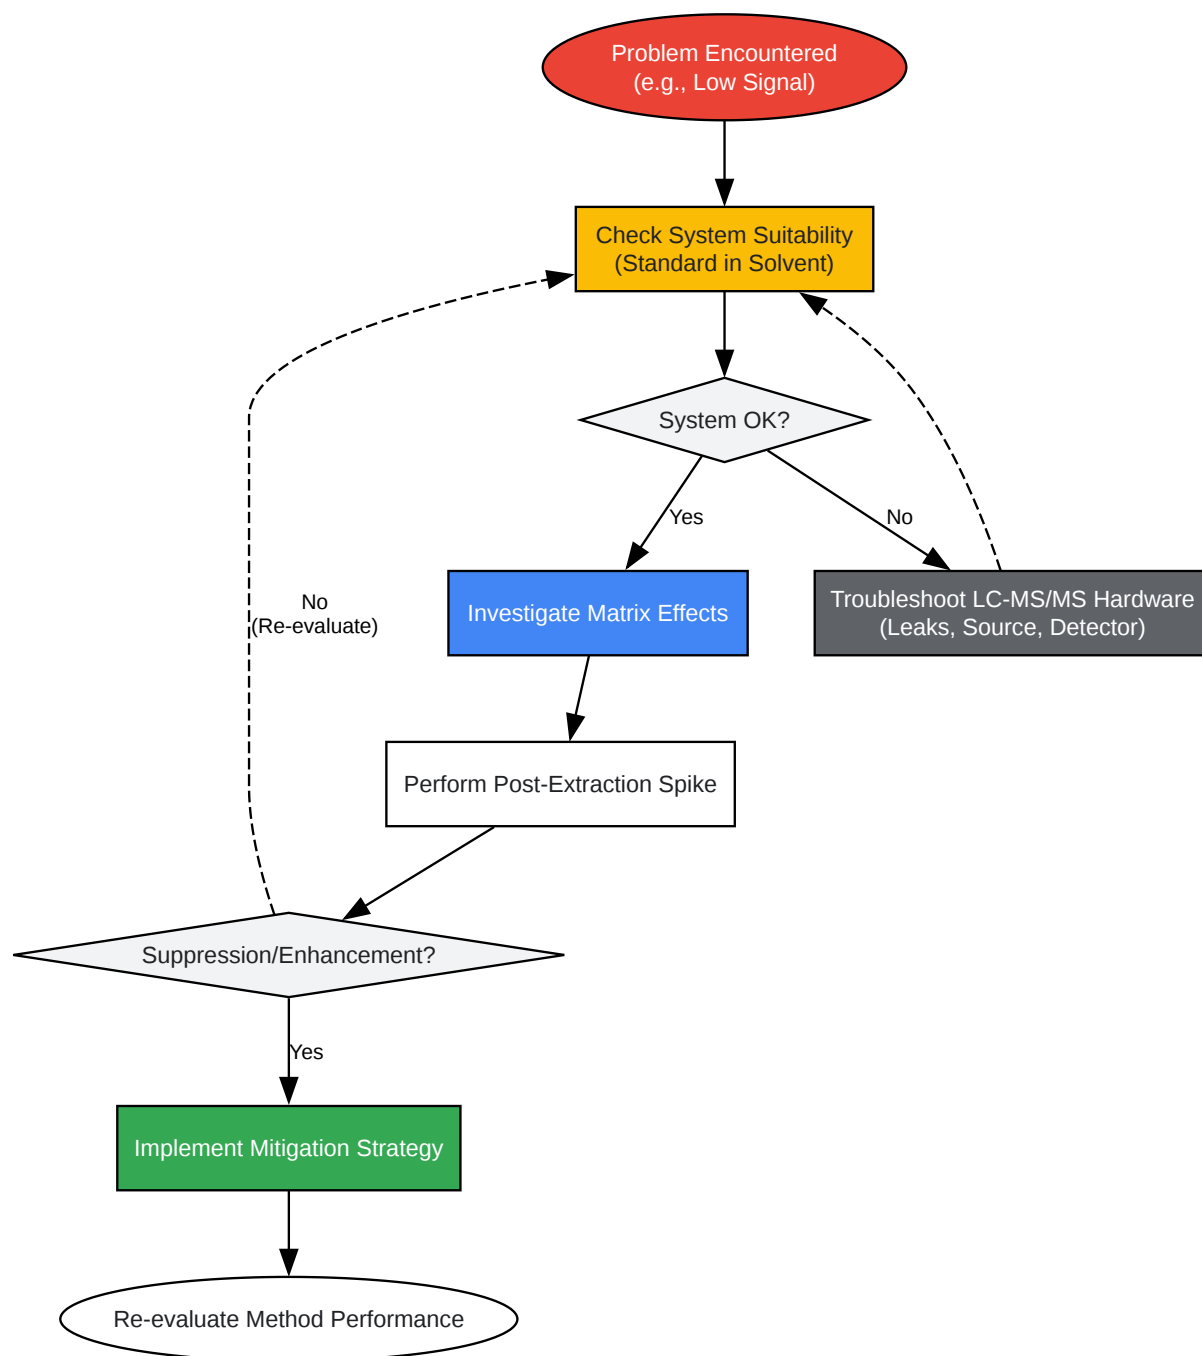 Problem Encountered
(e.g., Low Signal)
Check System Suitability
(Standard in Solvent)
System OK?
Yes
No
Investigate Matrix Effects
Troubleshoot LC-MS/MS Hardware
(Leaks, Source, Detector)
No
(Re-evaluate)
Perform Post-Extraction Spike
Suppression/Enhancement?
Yes
Implement Mitigation Strategy
Re-evaluate Method Performance